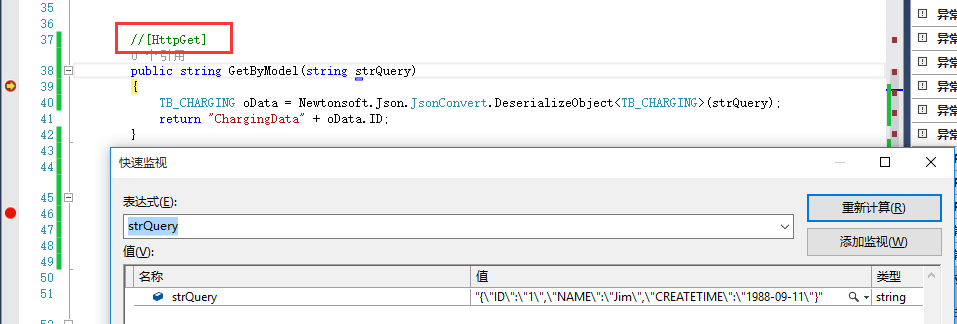 35
36
37 //[HttpGet]
0 个引用
38 public string GetByModel(string strQuery)
39 {
40 TB_CHARGING oData = Newtonsoft.Json.JsonConvert.DeserializeObject<TB_CHARGING>(strQuery);
41 return "ChargingData" + oData.ID;
42 }
43
44
45
46
47
48
49
50
51
异常
异常
异常
异常
异常
异常
快速监视
表达式(E):
strQuery
重新计算(R)
添加监视(W)
值(V):
名称 值 类型
strQuery "{\"ID\":\"1\",\"NAME\":\"Jim\",\"CREATETIME\":\"1988-09-11\"}" string